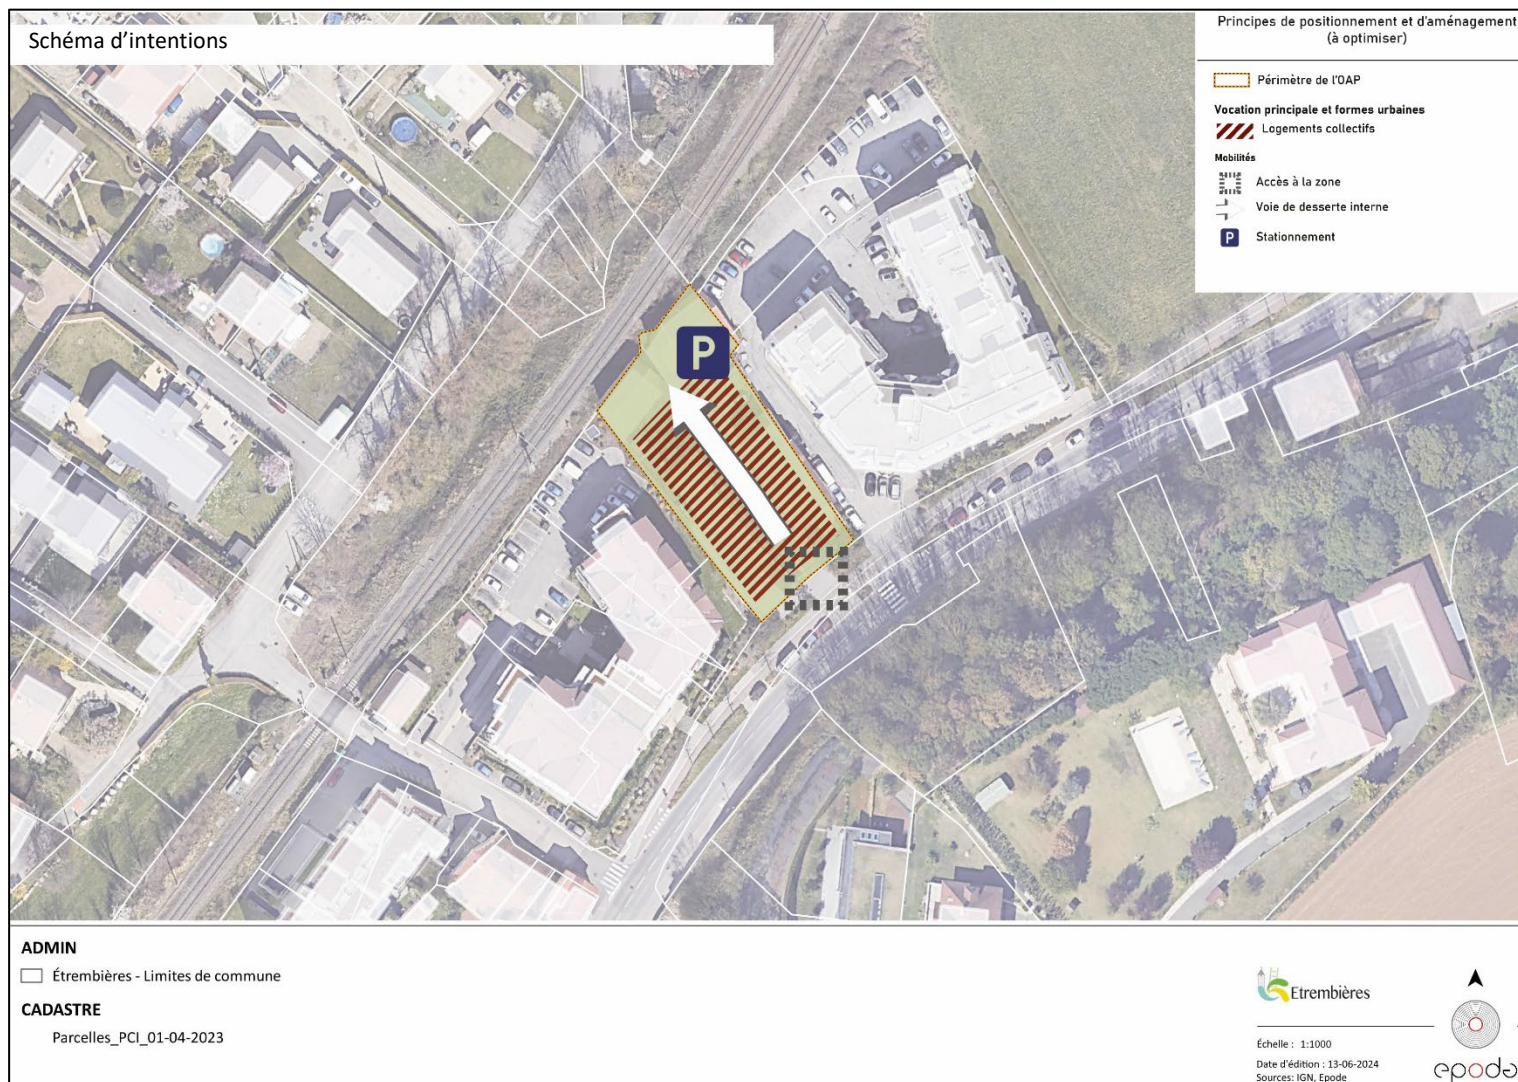 Schéma d'intentions
Principes de positionnement et d'aménagement
(à optimiser)
Périmètre de l'OAP
Vocation principale et formes urbaines
Logements collectifs
Mobilités
Accès à la zone
Voie de desserte interne
P Stationnement
P
ADMIN
Étrembières - Limites de commune
CADASTRE
Parcelles_PCI_01-04-2023
Etrembières
Échelle : 1:1000
Date d'édition : 13-06-2024
Sources: IGN, Epode
epode